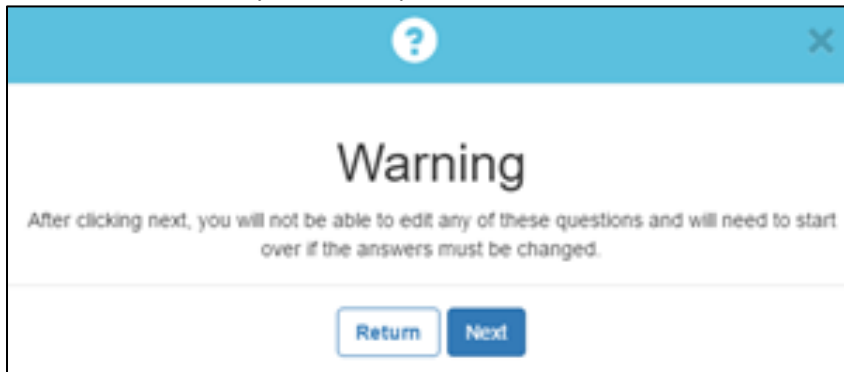 Warning
After clicking next, you will not be able to edit any of these questions and will need to start
over if the answers must be changed.
Return Next